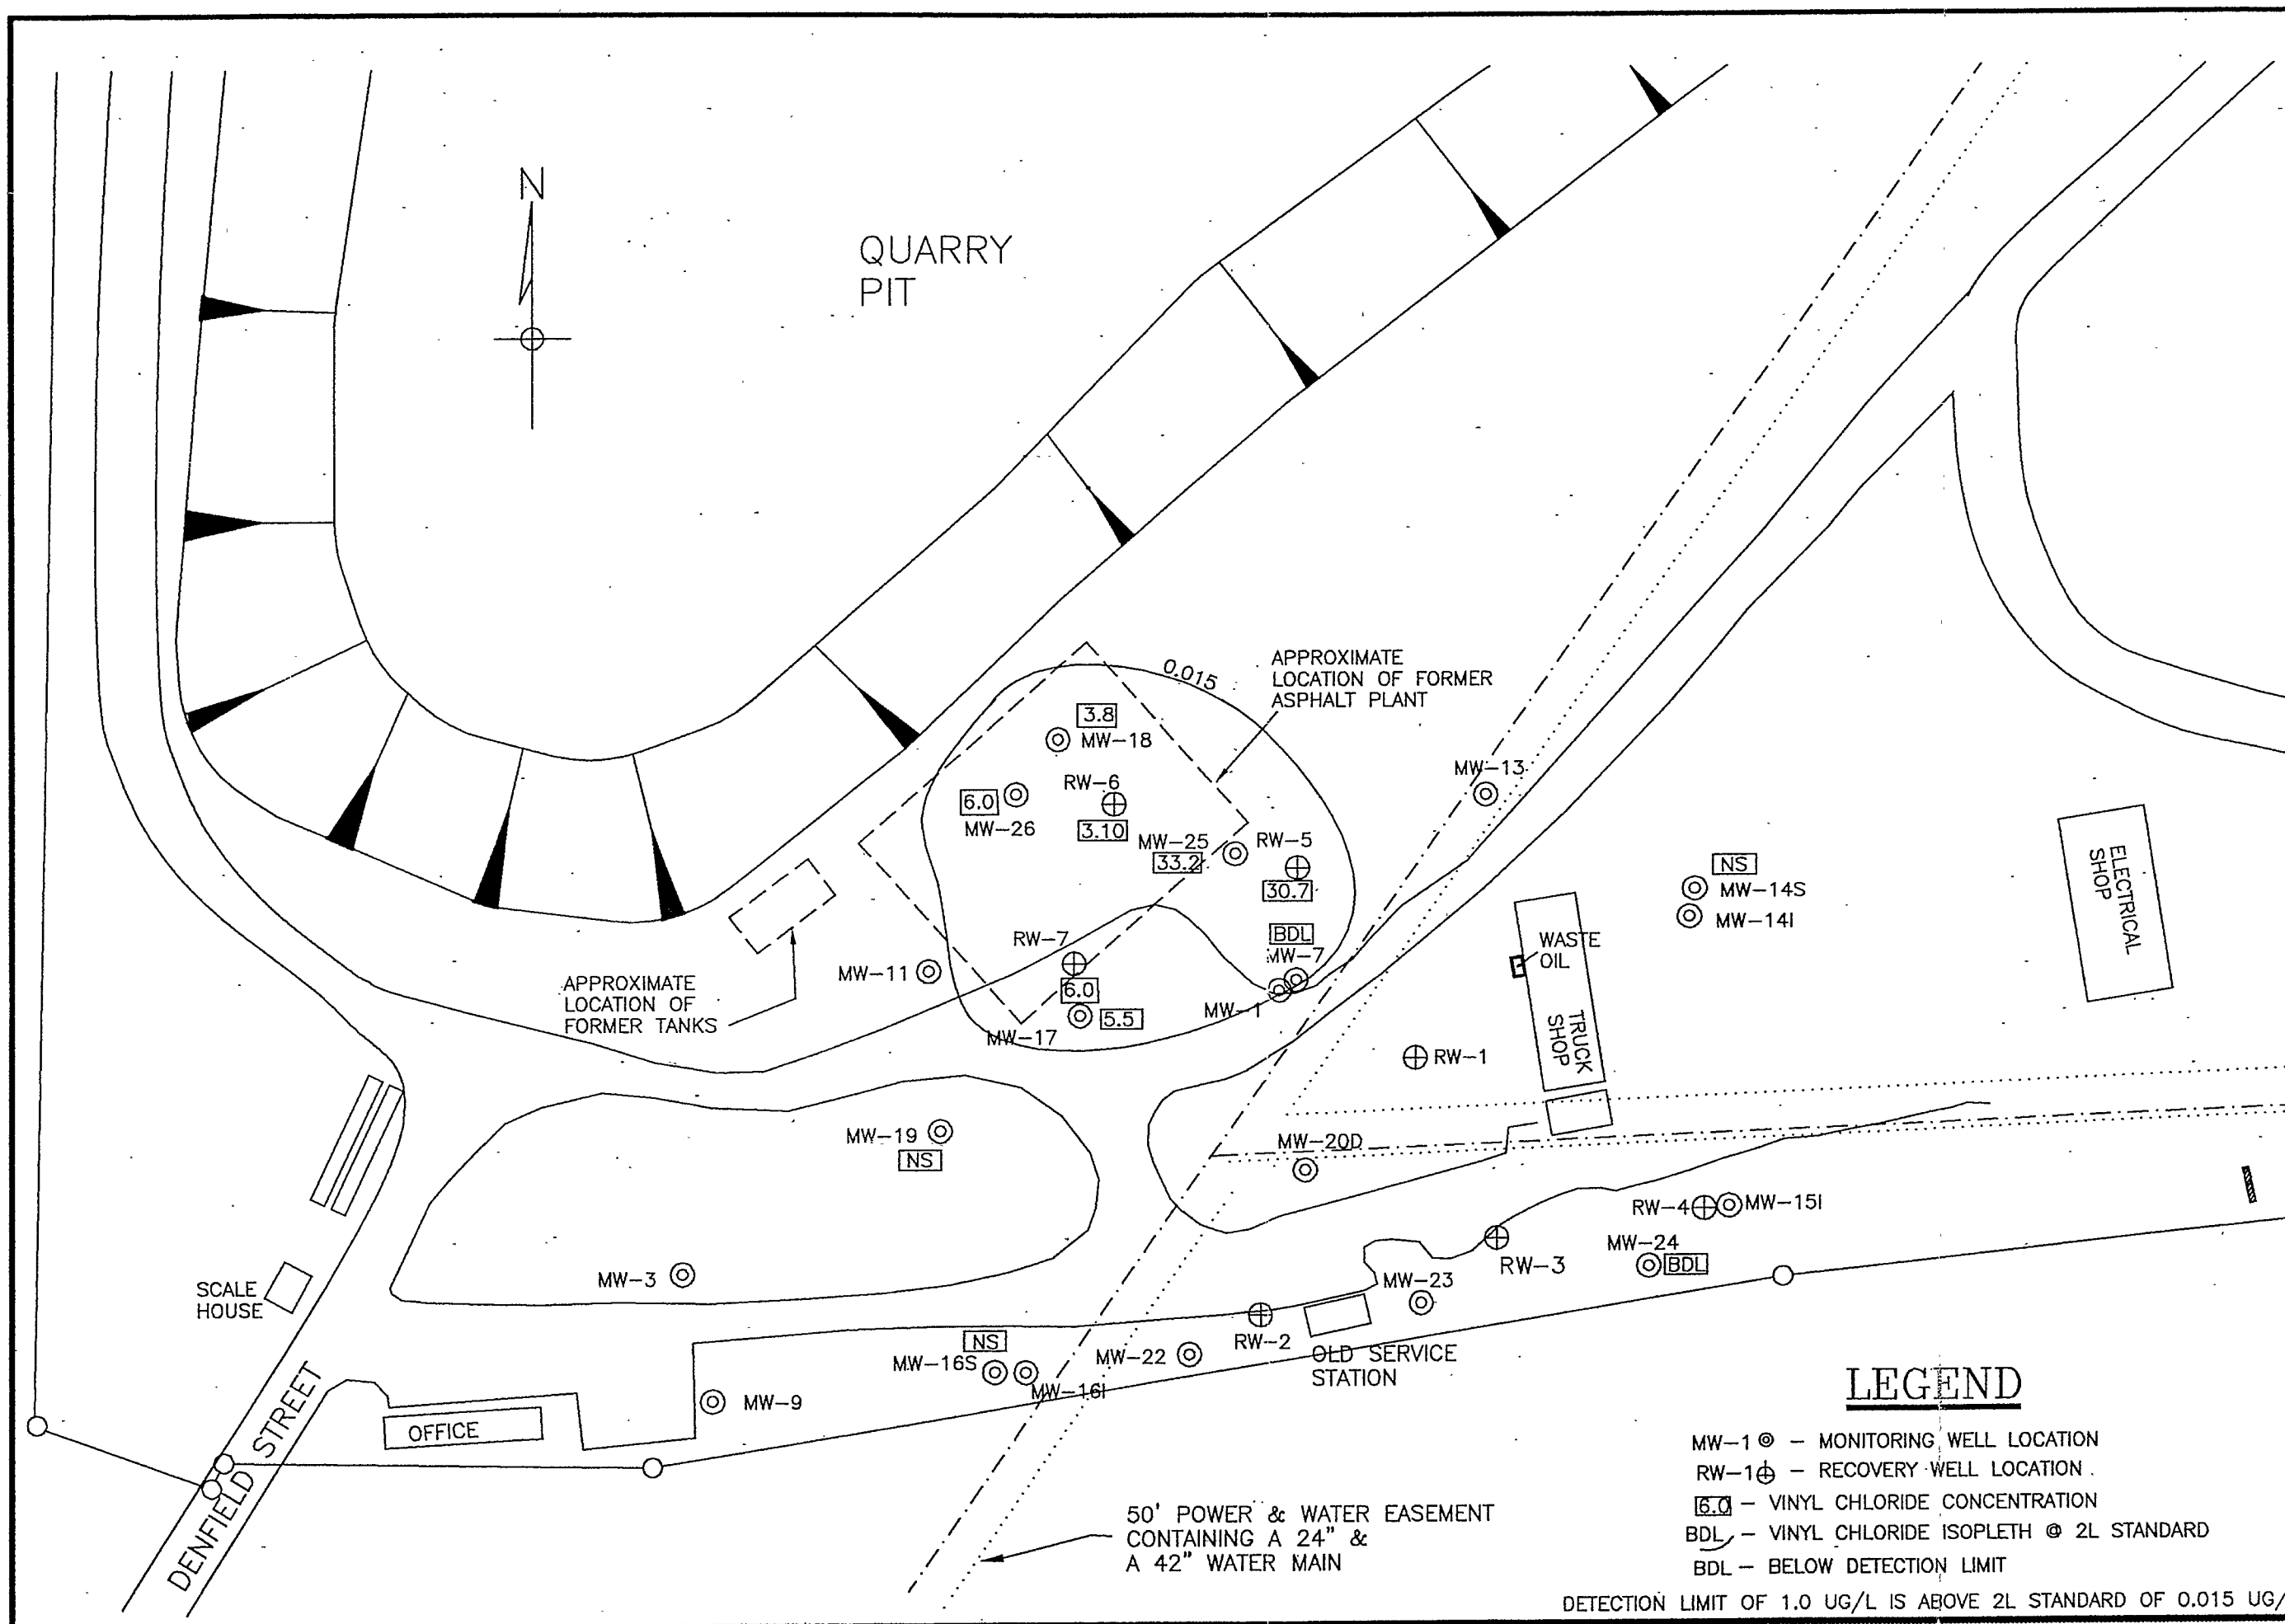 N
QUARRY
PIT
0.015
APPROXIMATE
LOCATION OF FORMER
ASPHALT PLANT
3.8
MW-18
RW-6
6.0
MW-26
3.10
MW-25
33.2
RW-5
30.7
MW-13
NS
MW-14S
MW-14I
ELECTRICAL
SHOP
BDL
MW-7
MW-1
WASTE
OIL
TRUCK
SHOP
RW-7
6.0
MW-11
5.5
MW-17
APPROXIMATE
LOCATION OF
FORMER TANKS
RW-1
MW-19
NS
MW-20D
RW-4
MW-15I
MW-24
BDL
RW-3
MW-23
MW-3
SCALE
HOUSE
RW-2
OLD SERVICE
STATION
NS
MW-16S
MW-16I
MW-22
MW-9
OFFICE
DENFIELD STREET
50' POWER & WATER EASEMENT
CONTAINING A 24" &
A 42" WATER MAIN
LEGEND
MW-1 – MONITORING WELL LOCATION
RW-1 – RECOVERY WELL LOCATION
6.0 – VINYL CHLORIDE CONCENTRATION
BDL – VINYL CHLORIDE ISOPLETH @ 2L STANDARD
BDL – BELOW DETECTION LIMIT
DETECTION LIMIT OF 1.0 UG/L IS ABOVE 2L STANDARD OF 0.015 UG/